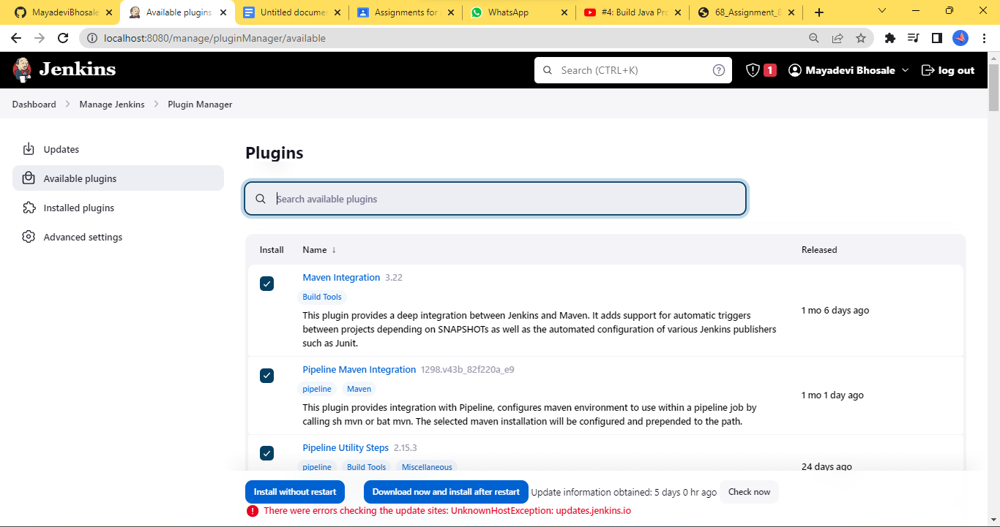 MayadeviBhosale
Available plugins
Untitled documen
Assignments for
WhatsApp
#4: Build Java Pro
68_Assignment_8
localhost:8080/manage/pluginManager/available
Jenkins
Search (CTRL+K)
1
Mayadevi Bhosale
log out
Dashboard
Manage Jenkins
Plugin Manager
Updates
Available plugins
Installed plugins
Advanced settings
Plugins
Search available plugins
Install
Name ↓
Released
Maven Integration 3.22
Build Tools
This plugin provides a deep integration between Jenkins and Maven. It adds support for automatic triggers
between projects depending on SNAPSHOTs as well as the automated configuration of various Jenkins publishers
such as Junit.
1 mo 6 days ago
Pipeline Maven Integration 1298.v43b_82f220a_e9
pipeline Maven
This plugin provides integration with Pipeline, configures maven environment to use within a pipeline job by
calling sh mvn or bat mvn. The selected maven installation will be configured and prepended to the path.
1 mo 1 day ago
Pipeline Utility Steps 2.15.3
pipeline Build Tools Miscellaneous
24 days ago
Install without restart
Download now and install after restart
Update information obtained: 5 days 0 hr ago
Check now
There were errors checking the update sites: UnknownHostException: updates.jenkins.io